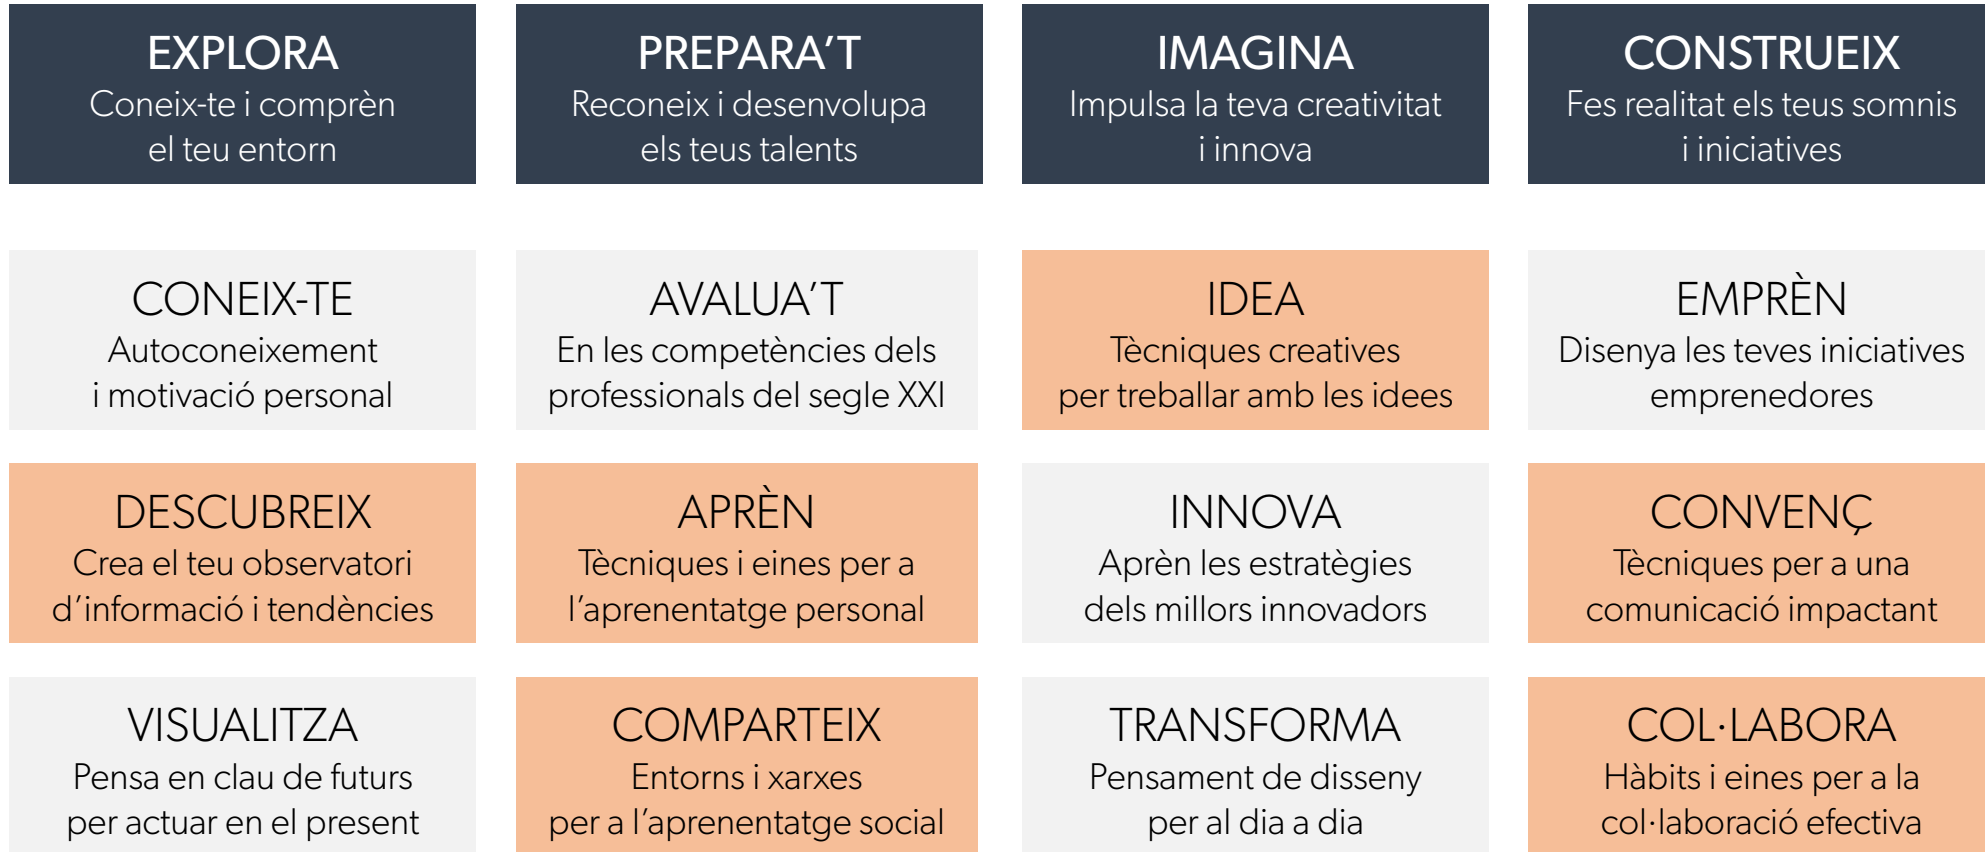 EXPLORA
Coneix-te i comprèn
el teu entorn
PREPARA’T
Reconeix i desenvolupa
els teus talents
IMAGINA
Impulsa la teva creativitat
i innova
CONSTRUEIX
Fes realitat els teus somnis
i iniciatives
CONEIX-TE
Autoconeixement
i motivació personal
AVALUA’T
En les competències dels
professionals del segle XXI
IDEA
Tècniques creatives
per treballar amb les idees
EMPRÈN
Disenya les teves iniciatives
emprenedores
DESCUBREIX
Crea el teu observatori
d’informació i tendències
APRÈN
Tècniques i eines per a
l’aprenentatge personal
INNOVA
Aprèn les estratègies
dels millors innovadors
CONVENÇ
Tècniques per a una
comunicació impactant
VISUALITZA
Pensa en clau de futurs
per actuar en el present
COMPARTEIX
Entorns i xarxes
per a l’aprenentatge social
TRANSFORMA
Pensament de disseny
per al dia a dia
COL·LABORA
Hàbits i eines per a la
col·laboració efectiva